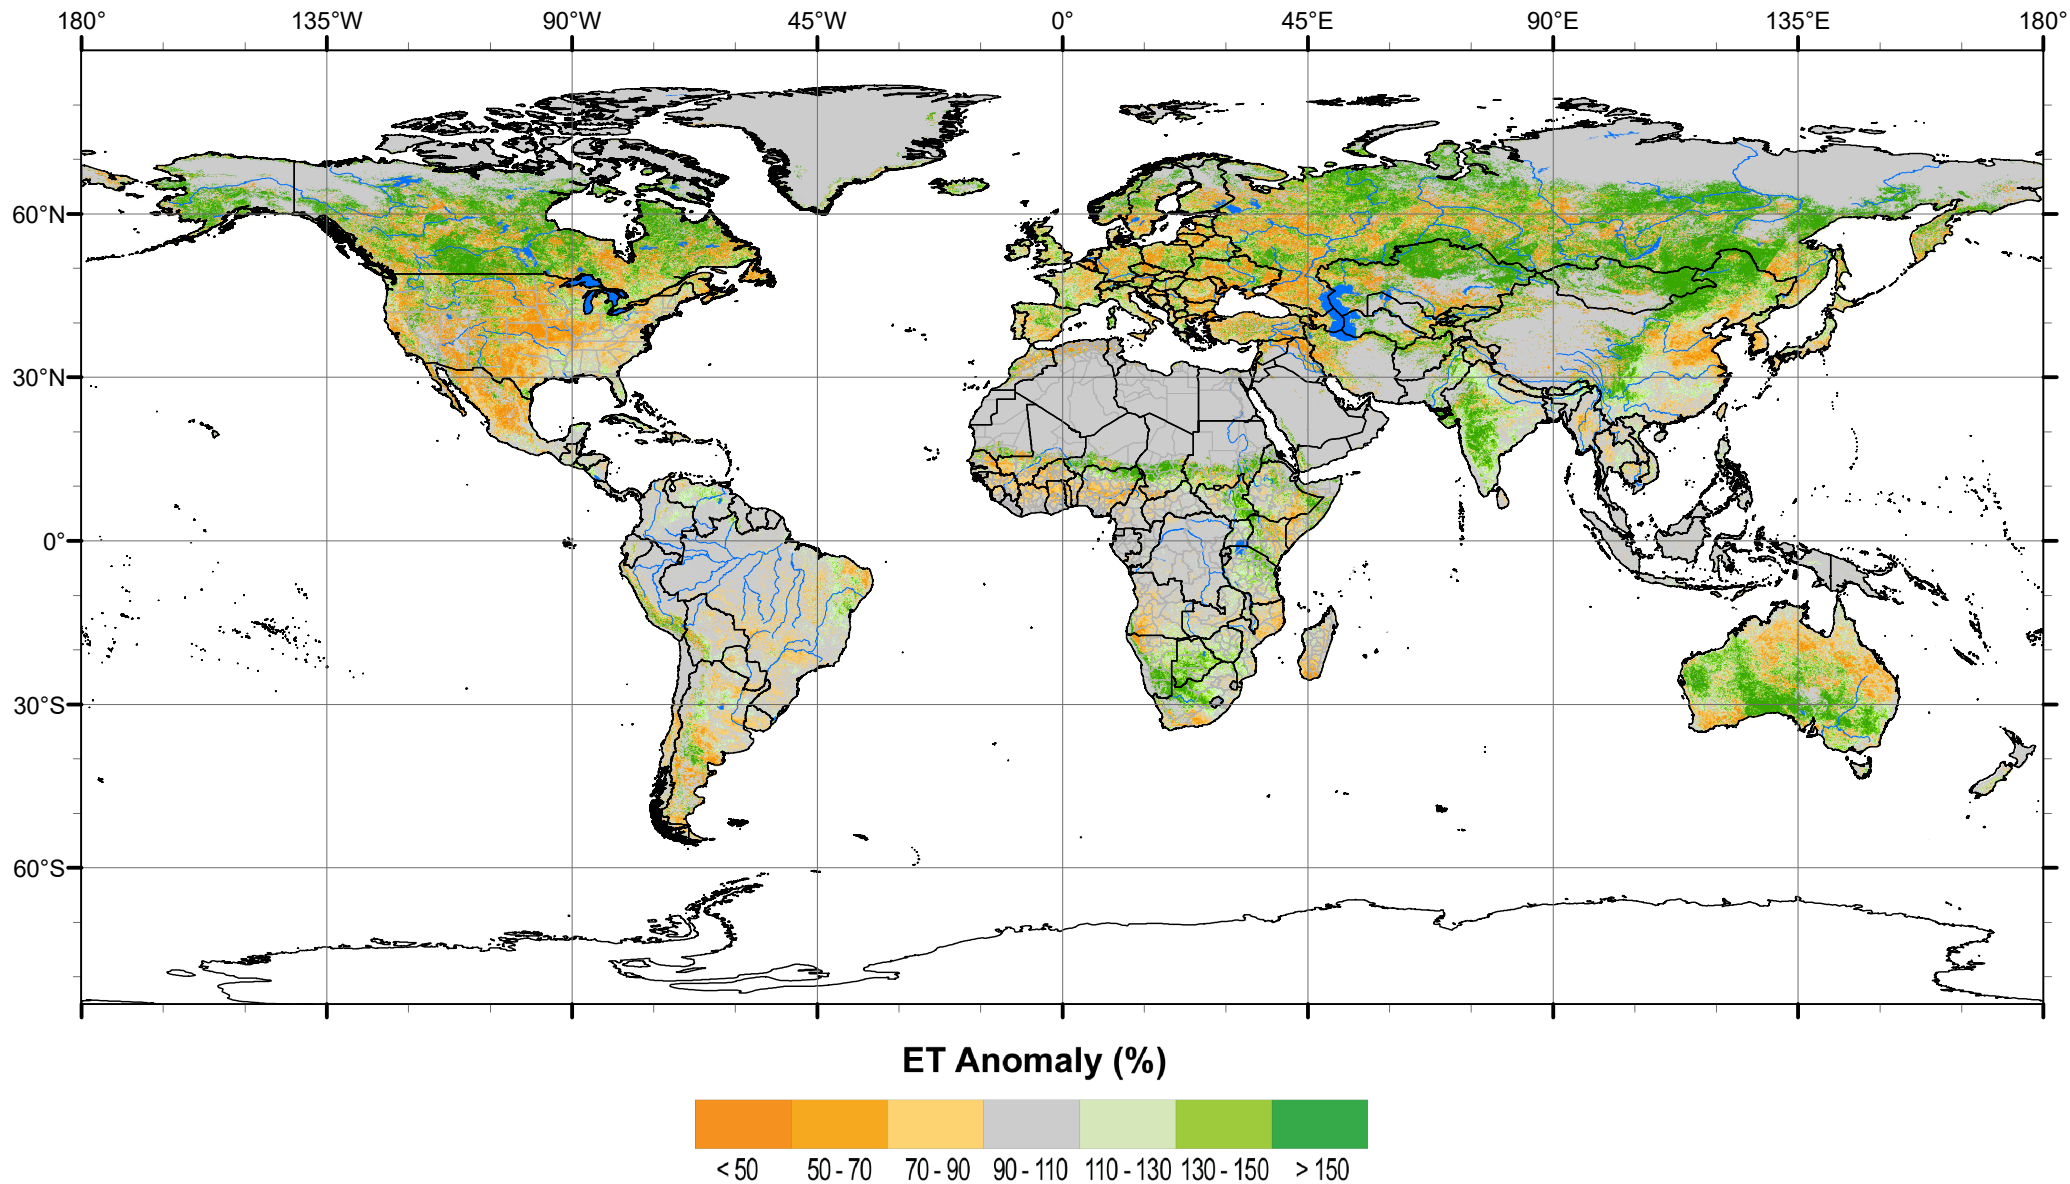 180° 135°W 90°W 45°W 0° 45°E 90°E 135°E 180°
60°N
30°N
0°
30°S
60°S
ET Anomaly (%)
< 50 50 - 70 70 - 90 90 - 110 110 - 130 130 - 150 > 150